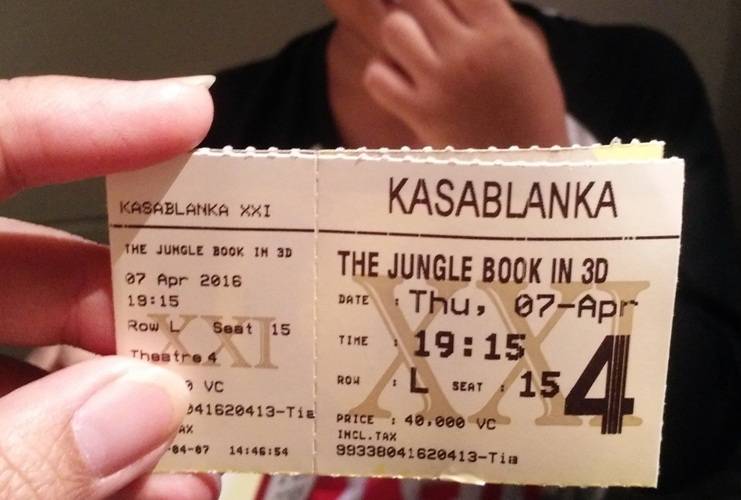 KASABLANKA XXI
THE JUNGLE BOOK IN 3D
07 Apr 2016
19:15
Row L Seat 15
Theatre 4
VC
-04-07 14:46:54
KASABLANKA
THE JUNGLE BOOK IN 3D
DATE : Thu, 07-Apr
TIME : 19:15
ROW : L SEAT : 15
4
PRICE : 40,000 VC
INCL.TAX
99338041620413-Tia
XXI
XXI